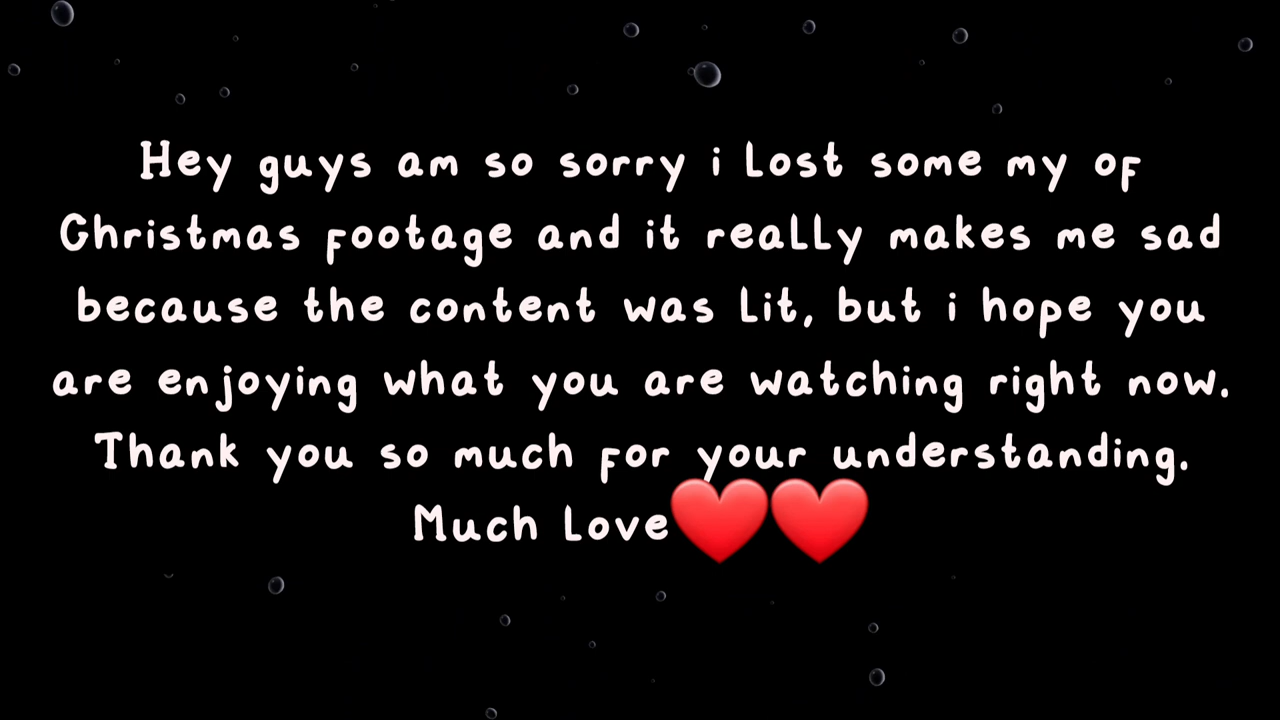 Hey guys am so sorry i Lost some my of
Christmas footage and it really makes me sad
because the content was Lit, but i hope you
are enjoying what you are watching right now.
Thank you so much for your understanding.
Much Love❤️❤️